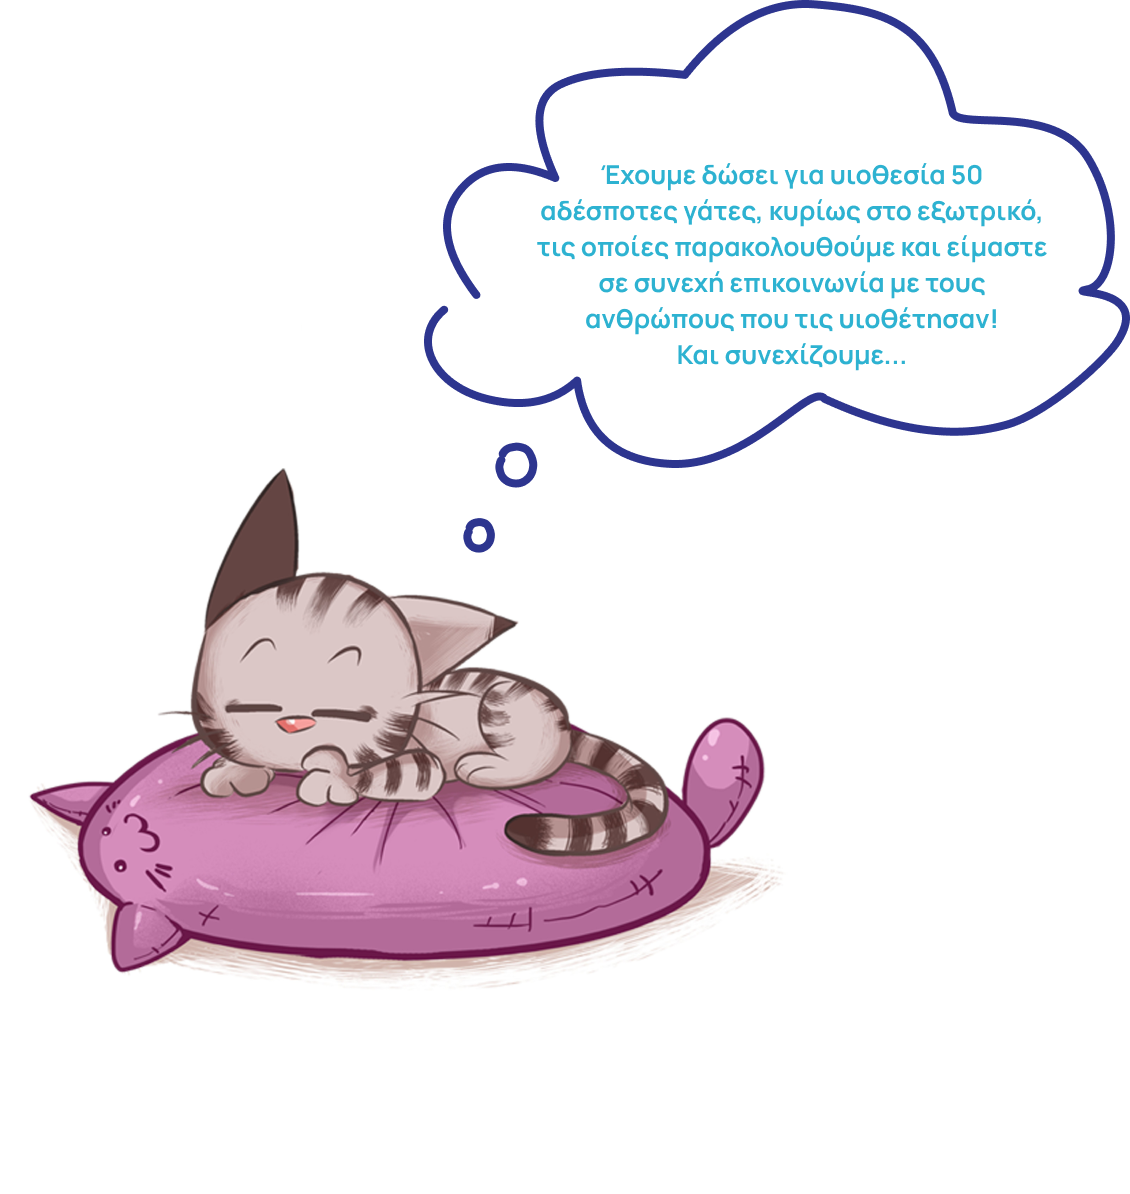 Έχουμε δώσει για υιοθεσία 50
αδέσποτες γάτες, κυρίως στο εξωτρικό,
τις οποίες παρακολουθούμε και είμαστε
σε συνεχή επικοινωνία με τους
ανθρώπους που τις υιοθέτησαν!
Και συνεχίζουμε...